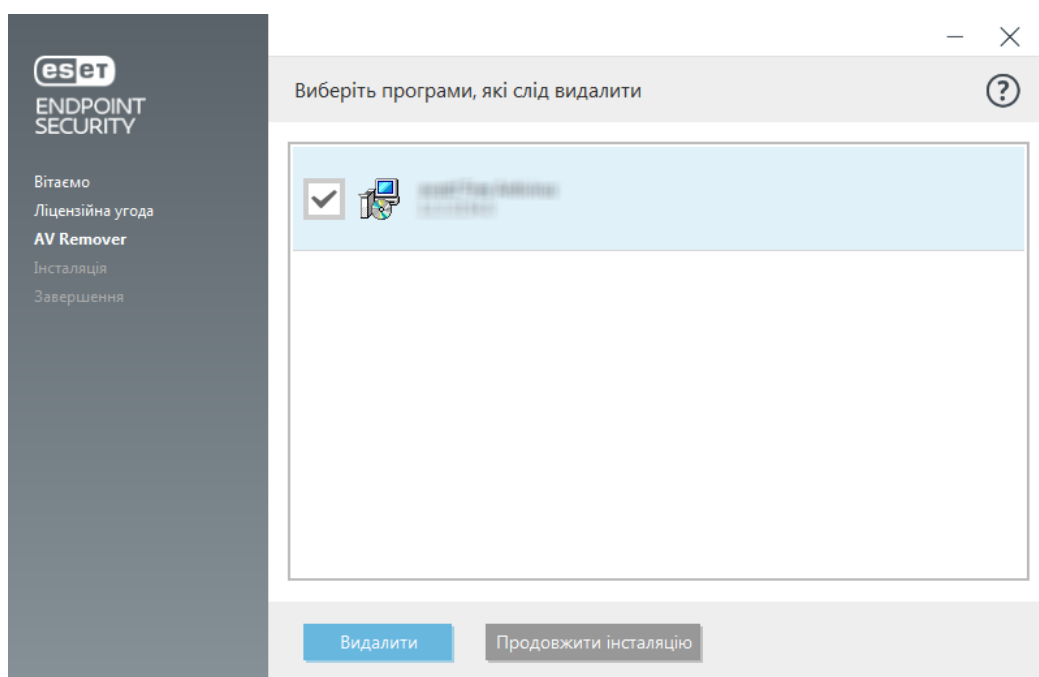 eset
ENDPOINT
SECURITY
Вітаємо
Ліцензійна угода
AV Remover
Інсталяція
Завершення
Виберіть програми, які слід видалити
?
Видалити
Продовжити інсталяцію